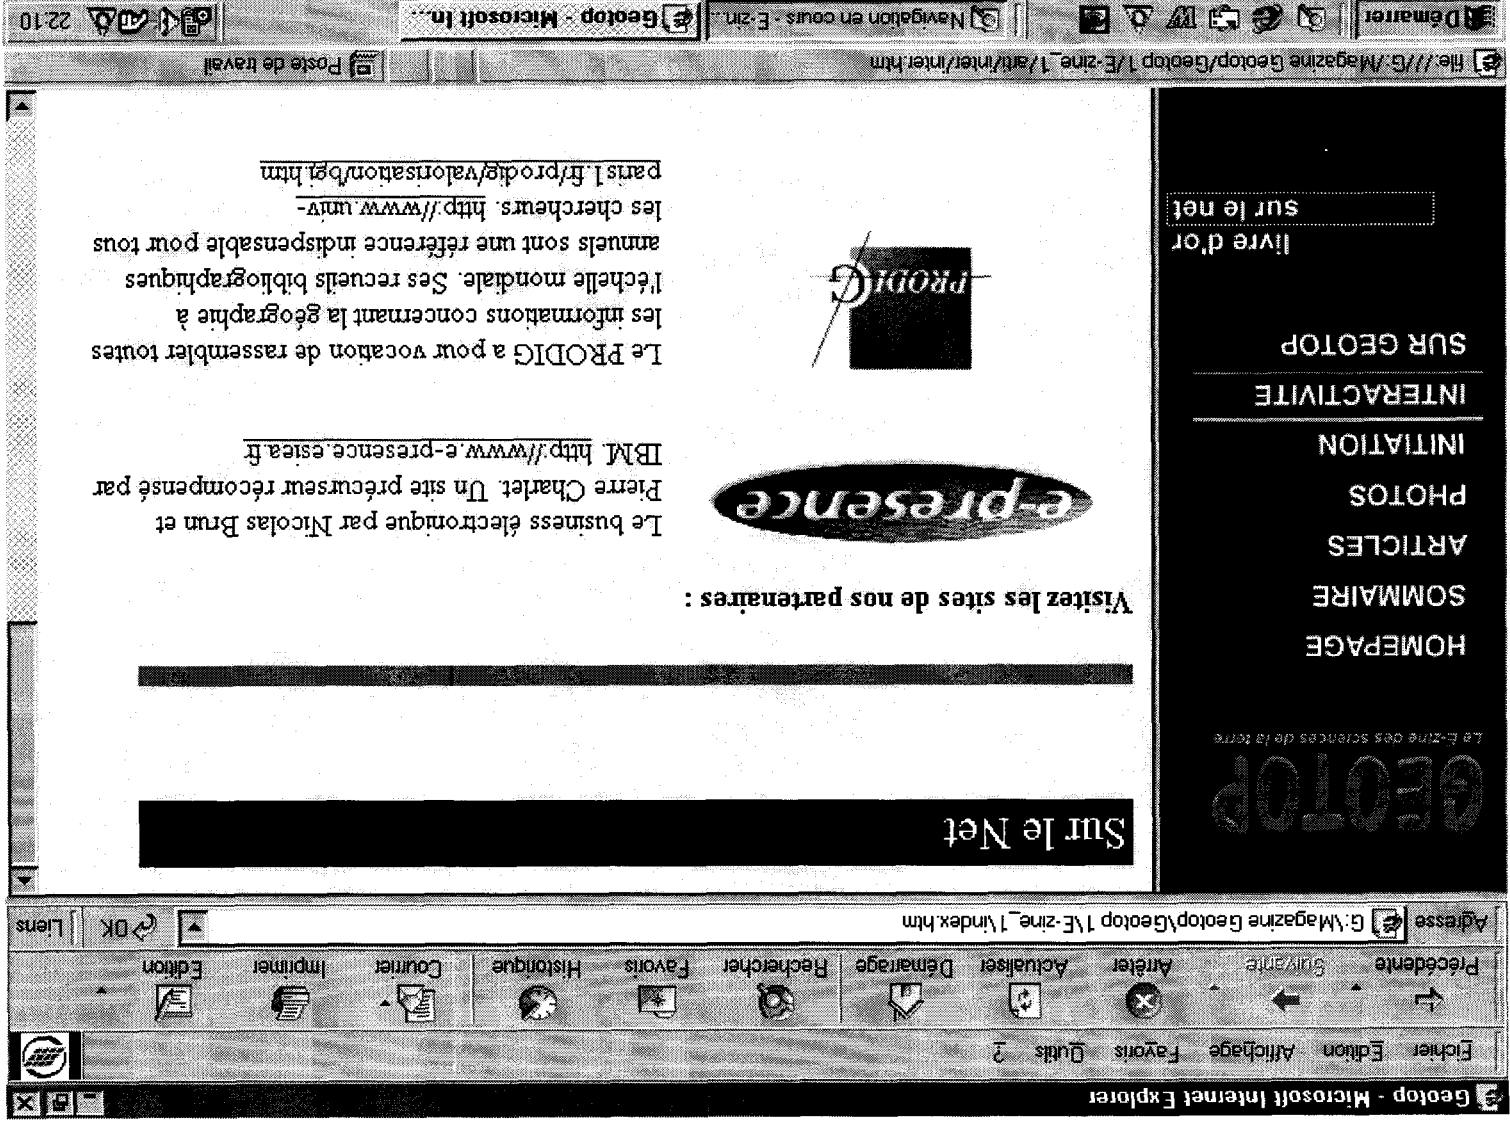 Geotop - Microsoft Internet Explorer
Fichier Edition Affichage Favoris Outils ?
Précédente Suivante Arrêter Actualiser Démarrage Rechercher Favoris Historique Courrier Imprimer Edition
Adresse G:\Magazine Geotop\Geotop 1\E-zine_1\index.htm OK Liens
GEOTOP
Le E-zine des sciences de la terre
HOMEPAGE
SOMMAIRE
ARTICLES
PHOTOS
INITIATION
INTERACTIVITE
SUR GEOTOP
livre d'or
sur le net
Sur le Net
Visitez les sites de nos partenaires :
e-presence
Le business électronique par Nicolas Brun et
Pierre Charlet. Un site précurseur récompensé par
IBM. http://www.e-presence.esiea.fr
PRODIG
Le PRODIG a pour vocation de rassembler toutes
les informations concernant la géographie à
l'échelle mondiale. Ses recueils bibliographiques
annuels sont une référence indispensable pour tous
les chercheurs. http://www.univ-
paris1.fr/prodig/valorisation/bgi.htm
file:///G:/Magazine Geotop/Geotop 1/E-zine_1/arti/inter/inter.htm Poste de travail
Démarrer Navigation en cours - E-zin... Geotop - Microsoft In... 22:10